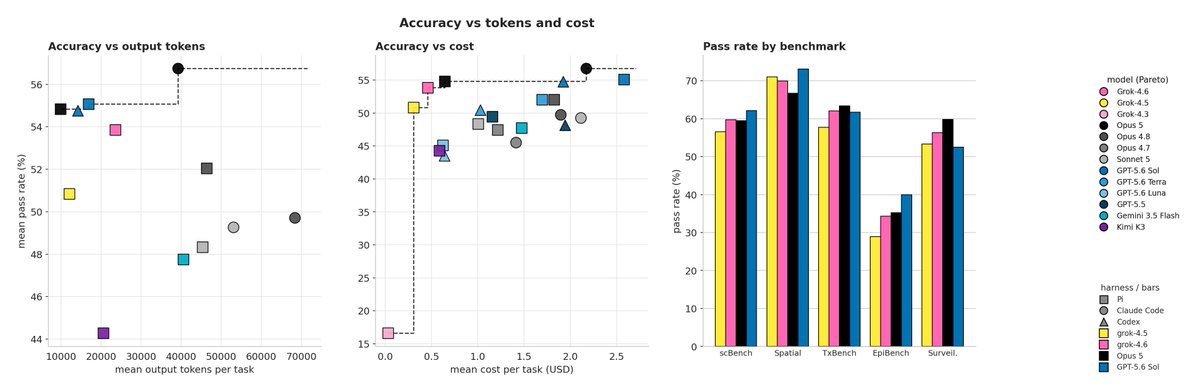 Accuracy vs tokens and cost
Accuracy vs output tokens
mean pass rate (%)
56
54
52
50
48
46
44
10000 20000 30000 40000 50000 60000 70000
mean output tokens per task
Accuracy vs cost
55
50
45
40
35
30
25
20
15
0.0 0.5 1.0 1.5 2.0 2.5
mean cost per task (USD)
Pass rate by benchmark
pass rate (%)
70
60
50
40
30
20
10
0
scBench Spatial TxBench EpiBench Surveil.
model (Pareto)
Grok-4.6
Grok-4.5
Grok-4.3
Opus 5
Opus 4.8
Opus 4.7
Sonnet 5
GPT-5.6 Sol
GPT-5.6 Terra
GPT-5.6 Luna
GPT-5.5
Gemini 3.5 Flash
Kimi K3
harness / bars
Pi
Claude Code
Codex
grok-4.5
grok-4.6
Opus 5
GPT-5.6 Sol